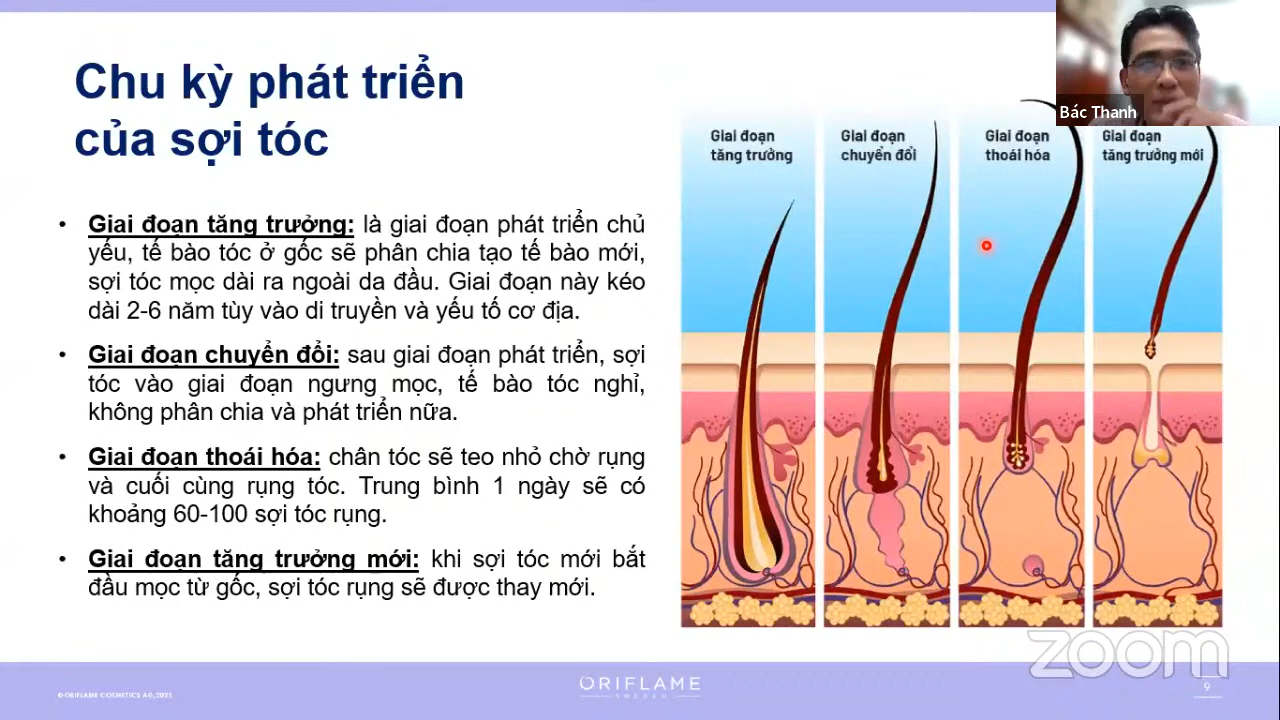 Chu kỳ phát triển
của sợi tóc
• Giai đoạn tăng trưởng: là giai đoạn phát triển chủ
yếu, tế bào tóc ở gốc sẽ phân chia tạo tế bào mới,
sợi tóc mọc dài ra ngoài da đầu. Giai đoạn này kéo
dài 2-6 năm tùy vào di truyền và yếu tố cơ địa.
• Giai đoạn chuyển đổi: sau giai đoạn phát triển, sợi
tóc vào giai đoạn ngưng mọc, tế bào tóc nghỉ,
không phân chia và phát triển nữa.
• Giai đoạn thoái hóa: chân tóc sẽ teo nhỏ chờ rụng
và cuối cùng rụng tóc. Trung bình 1 ngày sẽ có
khoảng 60-100 sợi tóc rụng.
• Giai đoạn tăng trưởng mới: khi sợi tóc mới bắt
đầu mọc từ gốc, sợi tóc rụng sẽ được thay mới.
Giai đoạn
tăng trưởng
Giai đoạn
chuyển đổi
Giai đoạn
thoái hóa
Giai đoạn
tăng trưởng mới
Bác Thanh
zoom
© ORIFLAME COSMETICS AG, 2021
ORIFLAME
SWEDEN
9